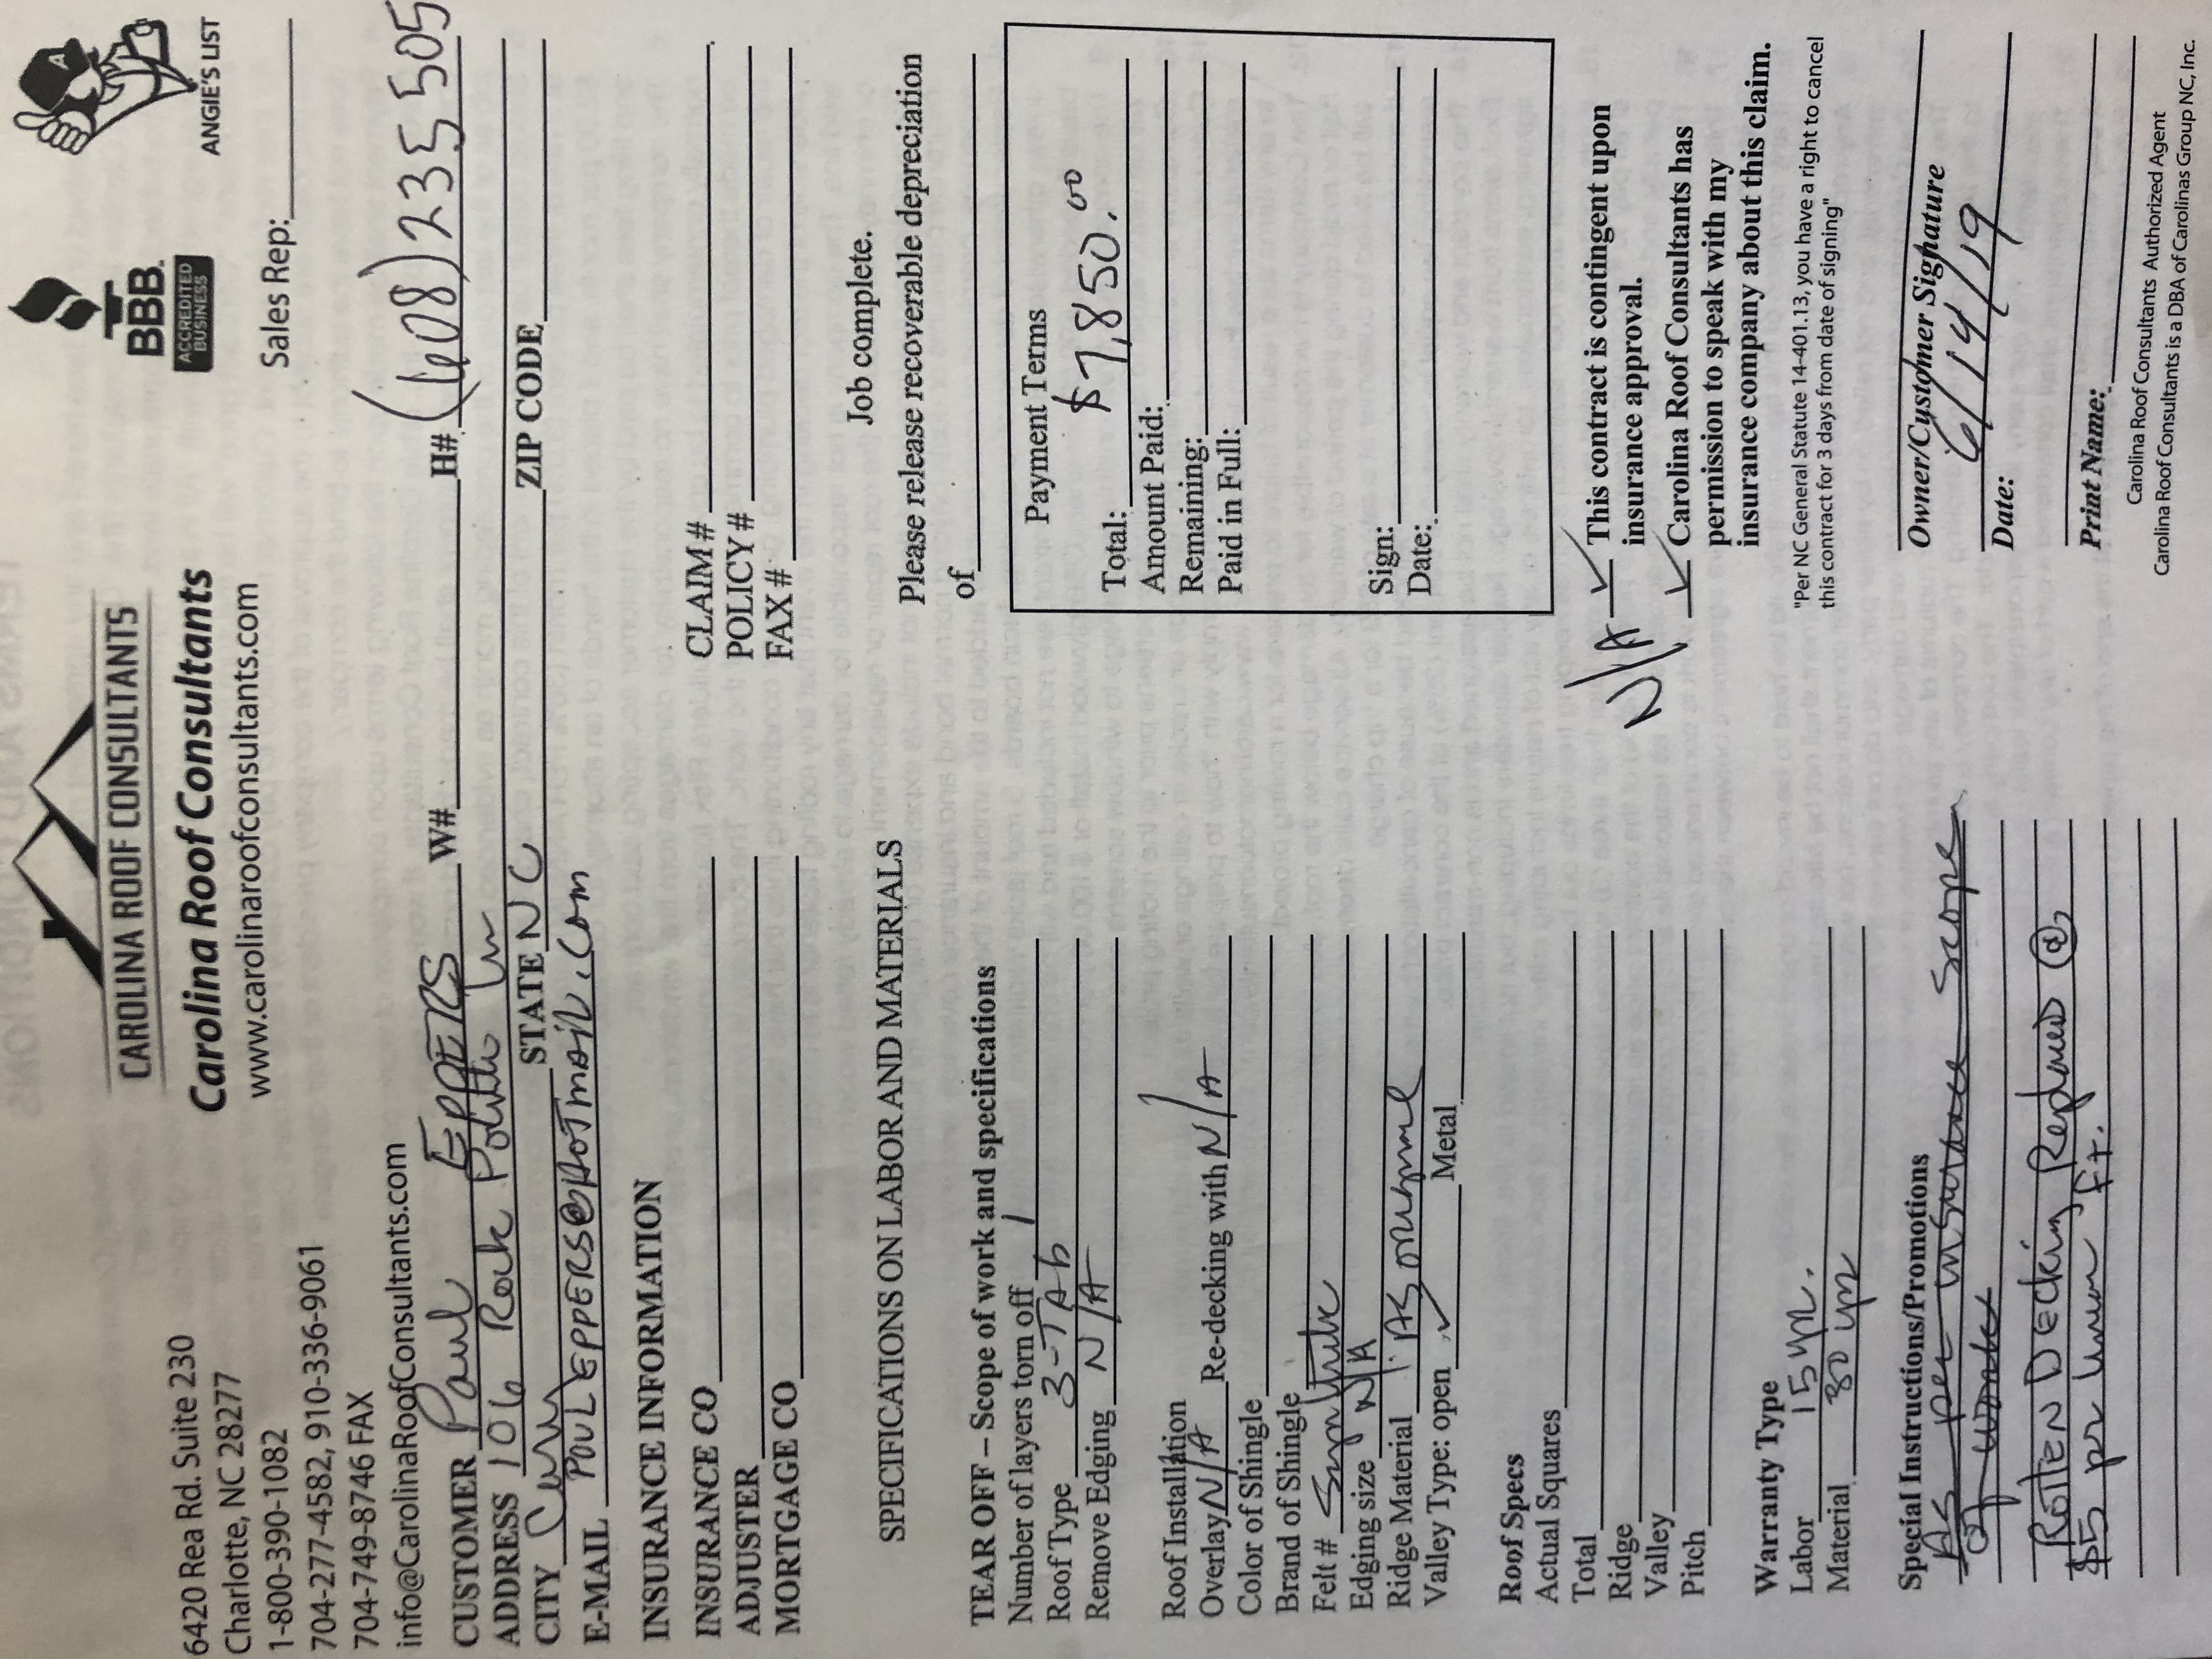 CAROLINA ROOF CONSULTANTS
Carolina Roof Consultants
www.carolinaroofconsultants.com
BBB.
ACCREDITED
BUSINESS
A
ANGIE'S LIST
6420 Rea Rd. Suite 230
Charlotte, NC 28277
1-800-390-1082
704-277-4582, 910-336-9061
704-749-8746 FAX
info@CarolinaRoofConsultants.com
Sales Rep:
CUSTOMER Paul EPPERS W# H# (608)235505
ADDRESS 106 Rock Pointe Ln
CITY Cary STATE NC ZIP CODE
E-MAIL POULEPPERS@HOTMAIL.COM
INSURANCE INFORMATION
INSURANCE CO CLAIM #
ADJUSTER POLICY #
MORTGAGE CO FAX #
SPECIFICATIONS ON LABOR AND MATERIALS
Job complete.
Please release recoverable depreciation
of
TEAR OFF – Scope of work and specifications
Number of layers torn off 1
Roof Type 3-TAb
Remove Edging N/A
Roof Installation
Overlay N/A Re-decking with N/A
Color of Shingle
Brand of Shingle
Felt # Synthetic
Edging size N/A
Ridge Material As original
Valley Type: open ✓ Metal
Payment Terms
Total: $7,850.00
Amount Paid:
Remaining:
Paid in Full:
Sign:
Date:
Roof Specs
Actual Squares
Total
Ridge
Valley
Pitch
N/A ✓ This contract is contingent upon
insurance approval.
✓ Carolina Roof Consultants has
permission to speak with my
insurance company about this claim.
Warranty Type
Labor 15 yr.
Material 30 yr
"Per NC General Statute 14-401.13, you have a right to cancel
this contract for 3 days from date of signing"
Special Instructions/Promotions
As per insurance scope
of work
ROTTEN DECking Replaced @
$5 pr linear ft.
Owner/Customer Signature
6/14/19
Date:
Print Name:
Carolina Roof Consultants Authorized Agent
Carolina Roof Consultants is a DBA of Carolinas Group NC, Inc.